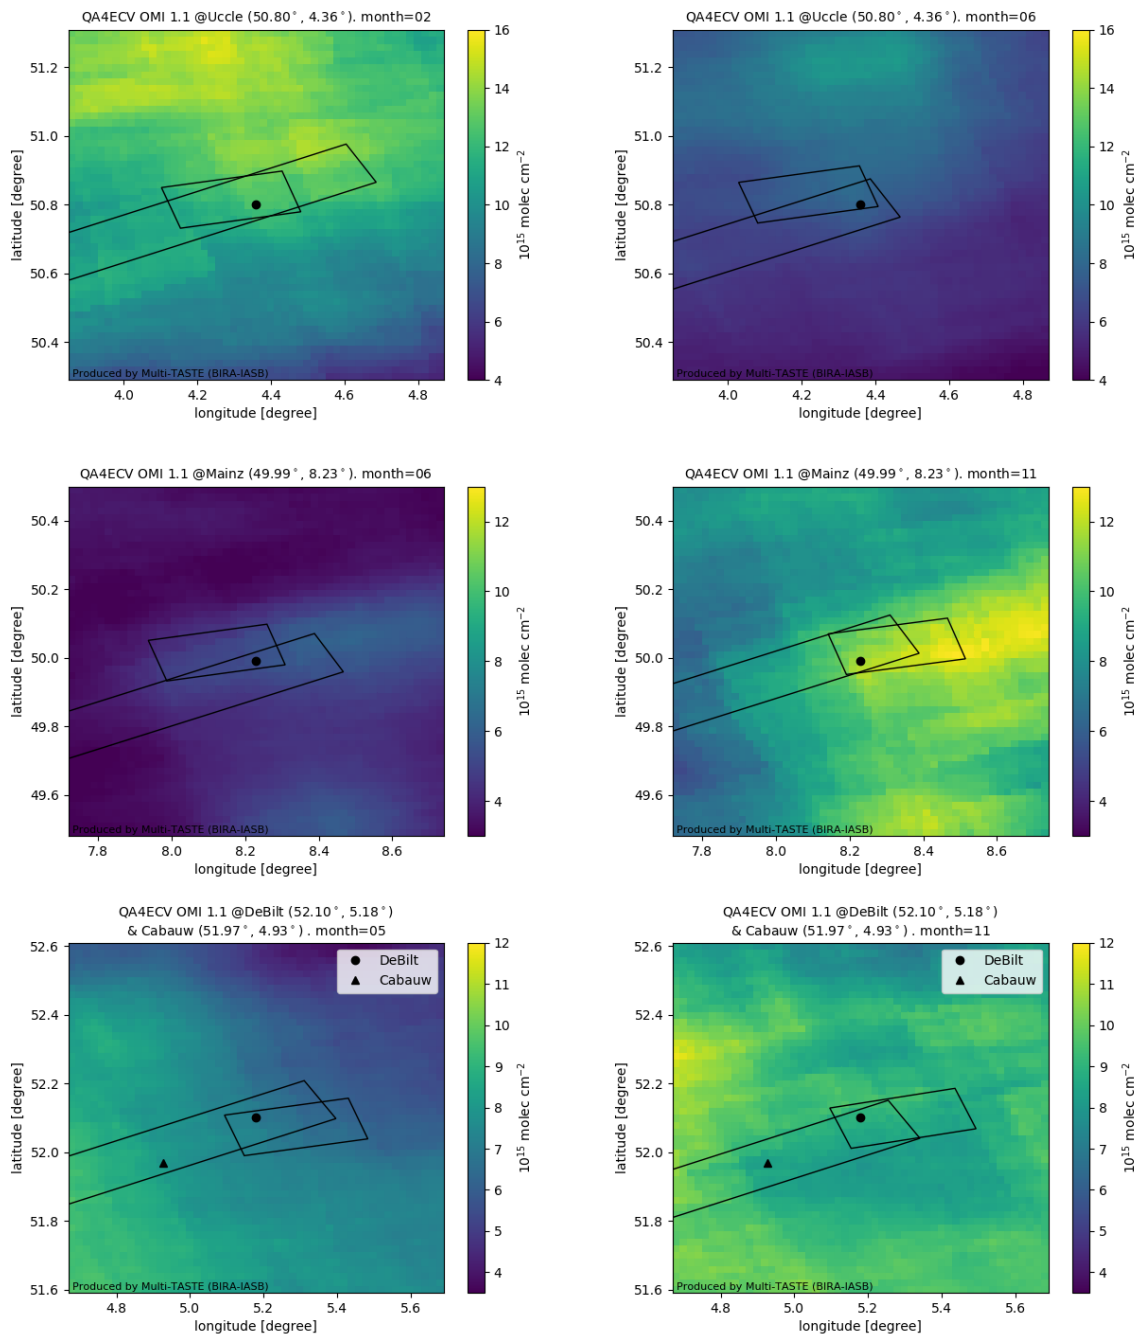 QA4ECV OMI 1.1 @Uccle (50.80°, 4.36°). month=02
51.2
51.0
50.8
50.6
50.4
latitude [degree]
4.0 4.2 4.4 4.6 4.8
longitude [degree]
Produced by Multi-TASTE (BIRA-IASB)
16
14
12
10
8
6
4
10¹⁵ molec cm⁻²
QA4ECV OMI 1.1 @Uccle (50.80°, 4.36°). month=06
51.2
51.0
50.8
50.6
50.4
latitude [degree]
4.0 4.2 4.4 4.6 4.8
longitude [degree]
Produced by Multi-TASTE (BIRA-IASB)
16
14
12
10
8
6
4
10¹⁵ molec cm⁻²
QA4ECV OMI 1.1 @Mainz (49.99°, 8.23°). month=06
50.4
50.2
50.0
49.8
49.6
latitude [degree]
7.8 8.0 8.2 8.4 8.6
longitude [degree]
Produced by Multi-TASTE (BIRA-IASB)
12
10
8
6
4
10¹⁵ molec cm⁻²
QA4ECV OMI 1.1 @Mainz (49.99°, 8.23°). month=11
50.4
50.2
50.0
49.8
49.6
latitude [degree]
7.8 8.0 8.2 8.4 8.6
longitude [degree]
Produced by Multi-TASTE (BIRA-IASB)
12
10
8
6
4
10¹⁵ molec cm⁻²
QA4ECV OMI 1.1 @DeBilt (52.10°, 5.18°)
& Cabauw (51.97°, 4.93°) . month=05
DeBilt
Cabauw
52.6
52.4
52.2
52.0
51.8
51.6
latitude [degree]
4.8 5.0 5.2 5.4 5.6
longitude [degree]
Produced by Multi-TASTE (BIRA-IASB)
12
11
10
9
8
7
6
5
4
10¹⁵ molec cm⁻²
QA4ECV OMI 1.1 @DeBilt (52.10°, 5.18°)
& Cabauw (51.97°, 4.93°) . month=11
DeBilt
Cabauw
52.6
52.4
52.2
52.0
51.8
51.6
latitude [degree]
4.8 5.0 5.2 5.4 5.6
longitude [degree]
Produced by Multi-TASTE (BIRA-IASB)
12
11
10
9
8
7
6
5
4
10¹⁵ molec cm⁻²